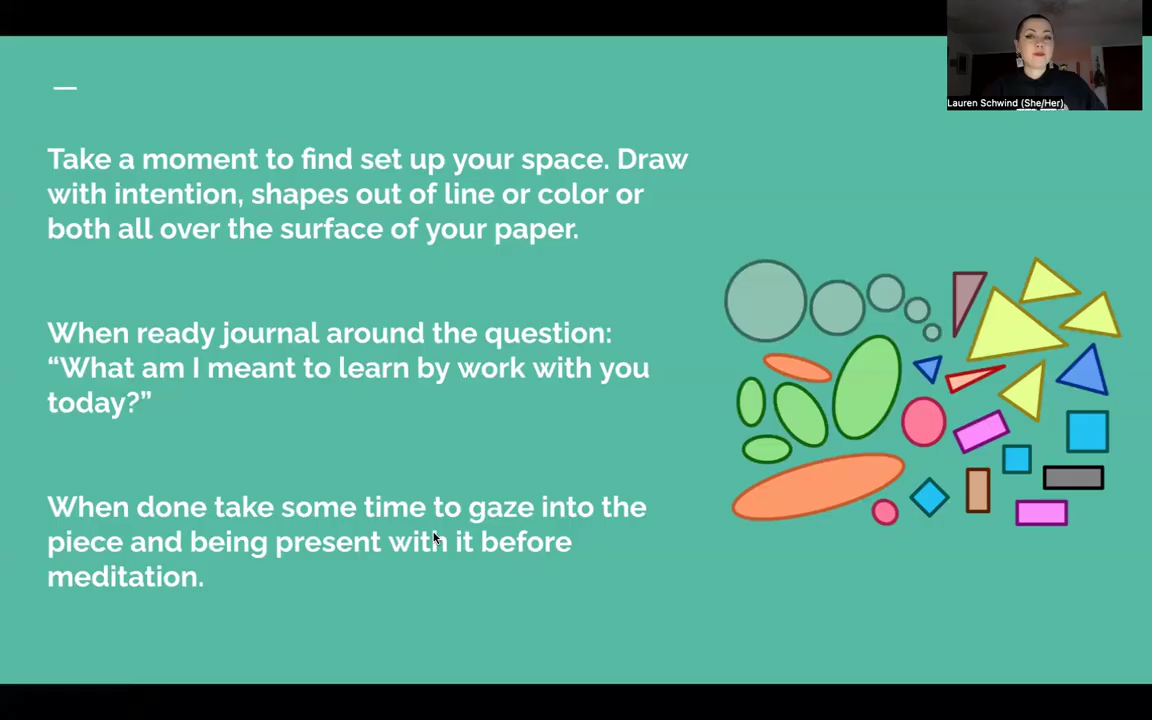 Lauren Schwind (She/Her)
Take a moment to find set up your space. Draw
with intention, shapes out of line or color or
both all over the surface of your paper.
When ready journal around the question:
“What am I meant to learn by work with you
today?”
When done take some time to gaze into the
piece and being present with it before
meditation.